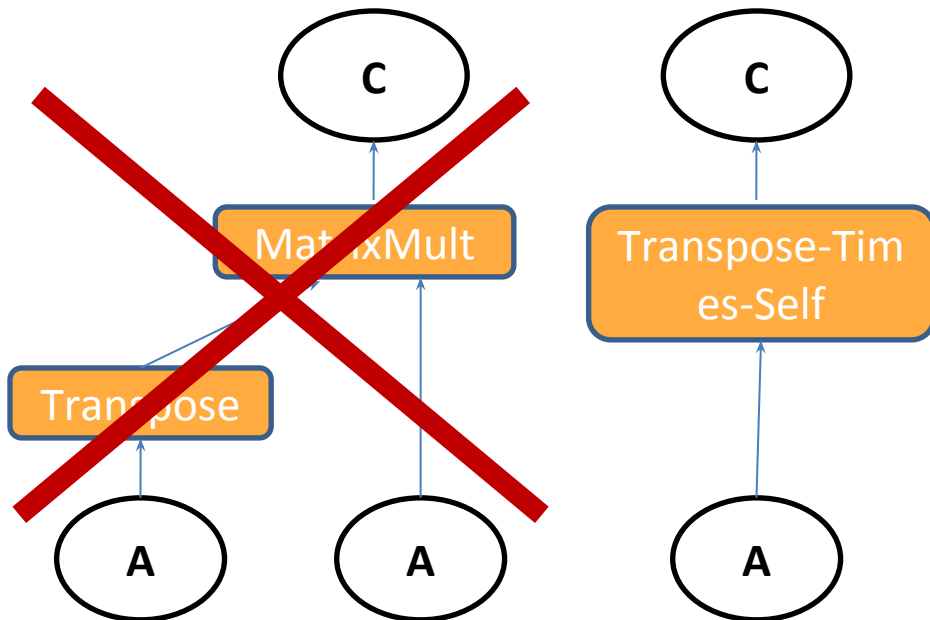 C
C
MatrixMult
Transpose-Tim
es-Self
Transpose
A
A
A